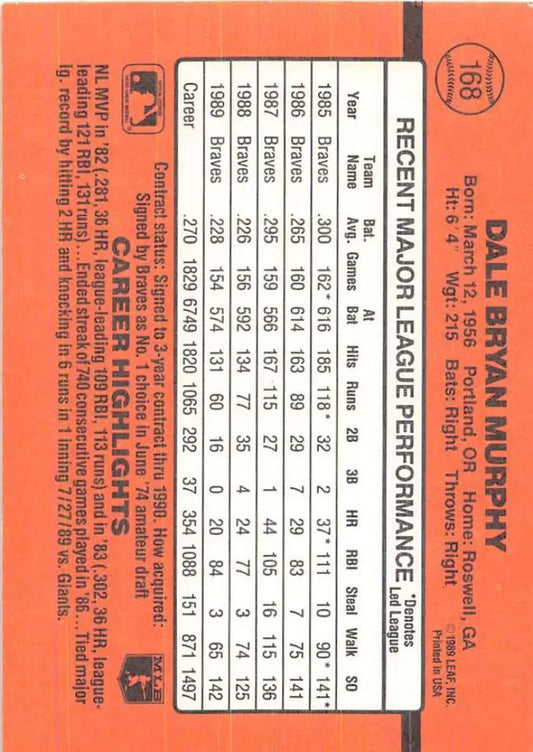 168
DALE BRYAN MURPHY
Born: March 12, 1956 Portland, OR Home: Roswell, GA
Ht: 6'4" Wgt: 215 Bats: Right Throws: Right
© 1989 LEAF, INC.
Printed in USA
RECENT MAJOR LEAGUE PERFORMANCE *Denotes Led League
Year Team Name Bat. Avg. Games At Bat Hits Runs 2B 3B HR RBI Steal Walk SO
1985 Braves .300 162* 616 185 118* 32 2 37* 111 10 90* 141*
1986 Braves .265 160 614 163 89 29 7 29 83 7 75 141
1987 Braves .295 159 566 167 115 27 1 44 105 16 115 136
1988 Braves .226 156 592 134 77 35 4 24 77 3 74 125
1989 Braves .228 154 574 131 60 16 0 20 84 3 65 142
Career .270 1829 6749 1820 1065 292 37 354 1088 151 871 1497
Contract status: Signed to 3-year contract thru 1990. How acquired:
Signed by Braves as No. 1 choice in June '74 amateur draft
CAREER HIGHLIGHTS
NL MVP in '82 (.281, 36 HR, league-leading 109 RBI, 113 runs) and in '83 (.302, 36 HR, league-
leading 121 RBI, 131 runs)...Ended streak of 740 consecutive games played in '86...Tied major
lg. record by hitting 2 HR and knocking in 6 runs in 1 inning 7/27/89 vs. Giants.
MLB